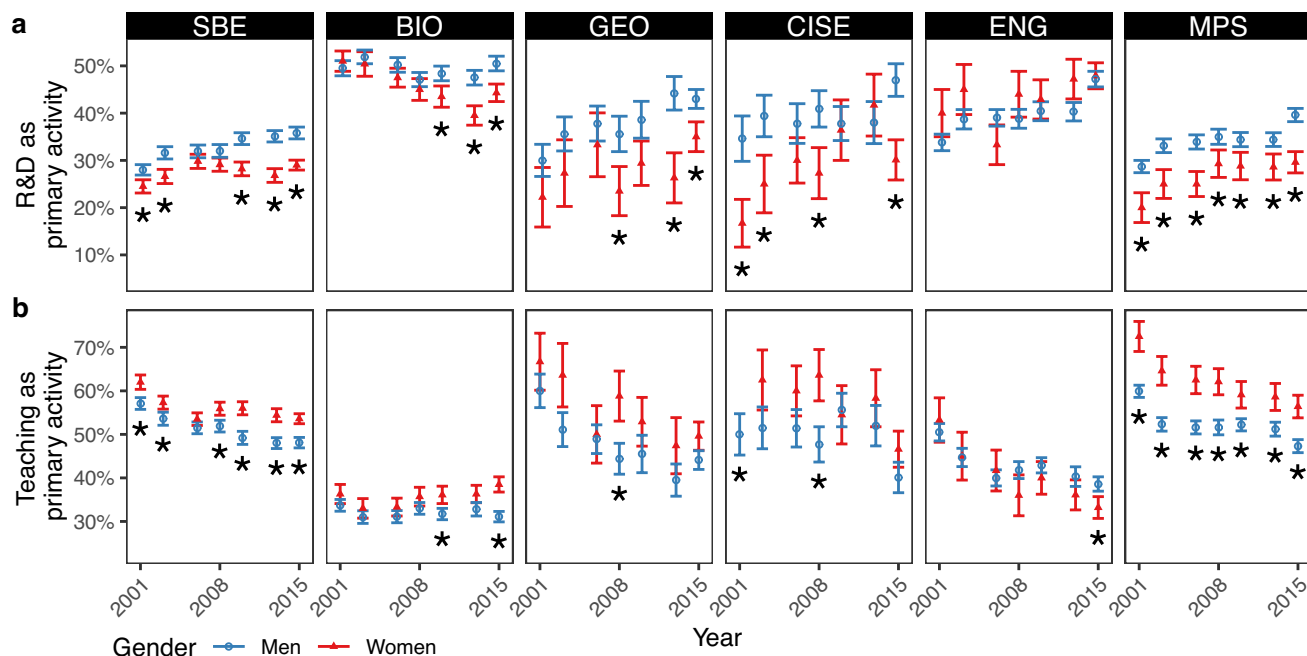 a SBE BIO GEO CISE ENG MPS
R&D as
primary activity
50%
40%
30%
20%
10%
b
Teaching as
primary activity
70%
60%
50%
40%
30%
2001 2008 2015 2001 2008 2015 2001 2008 2015 2001 2008 2015 2001 2008 2015 2001 2008 2015
Year
Gender Men Women